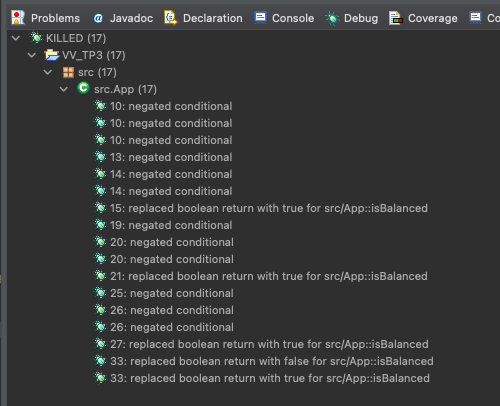 Problems Javadoc Declaration Console Debug Coverage Co
KILLED (17)
VV_TP3 (17)
src (17)
src.App (17)
10: negated conditional
10: negated conditional
10: negated conditional
13: negated conditional
14: negated conditional
14: negated conditional
15: replaced boolean return with true for src/App::isBalanced
19: negated conditional
20: negated conditional
20: negated conditional
21: replaced boolean return with true for src/App::isBalanced
25: negated conditional
26: negated conditional
26: negated conditional
27: replaced boolean return with true for src/App::isBalanced
33: replaced boolean return with false for src/App::isBalanced
33: replaced boolean return with true for src/App::isBalanced